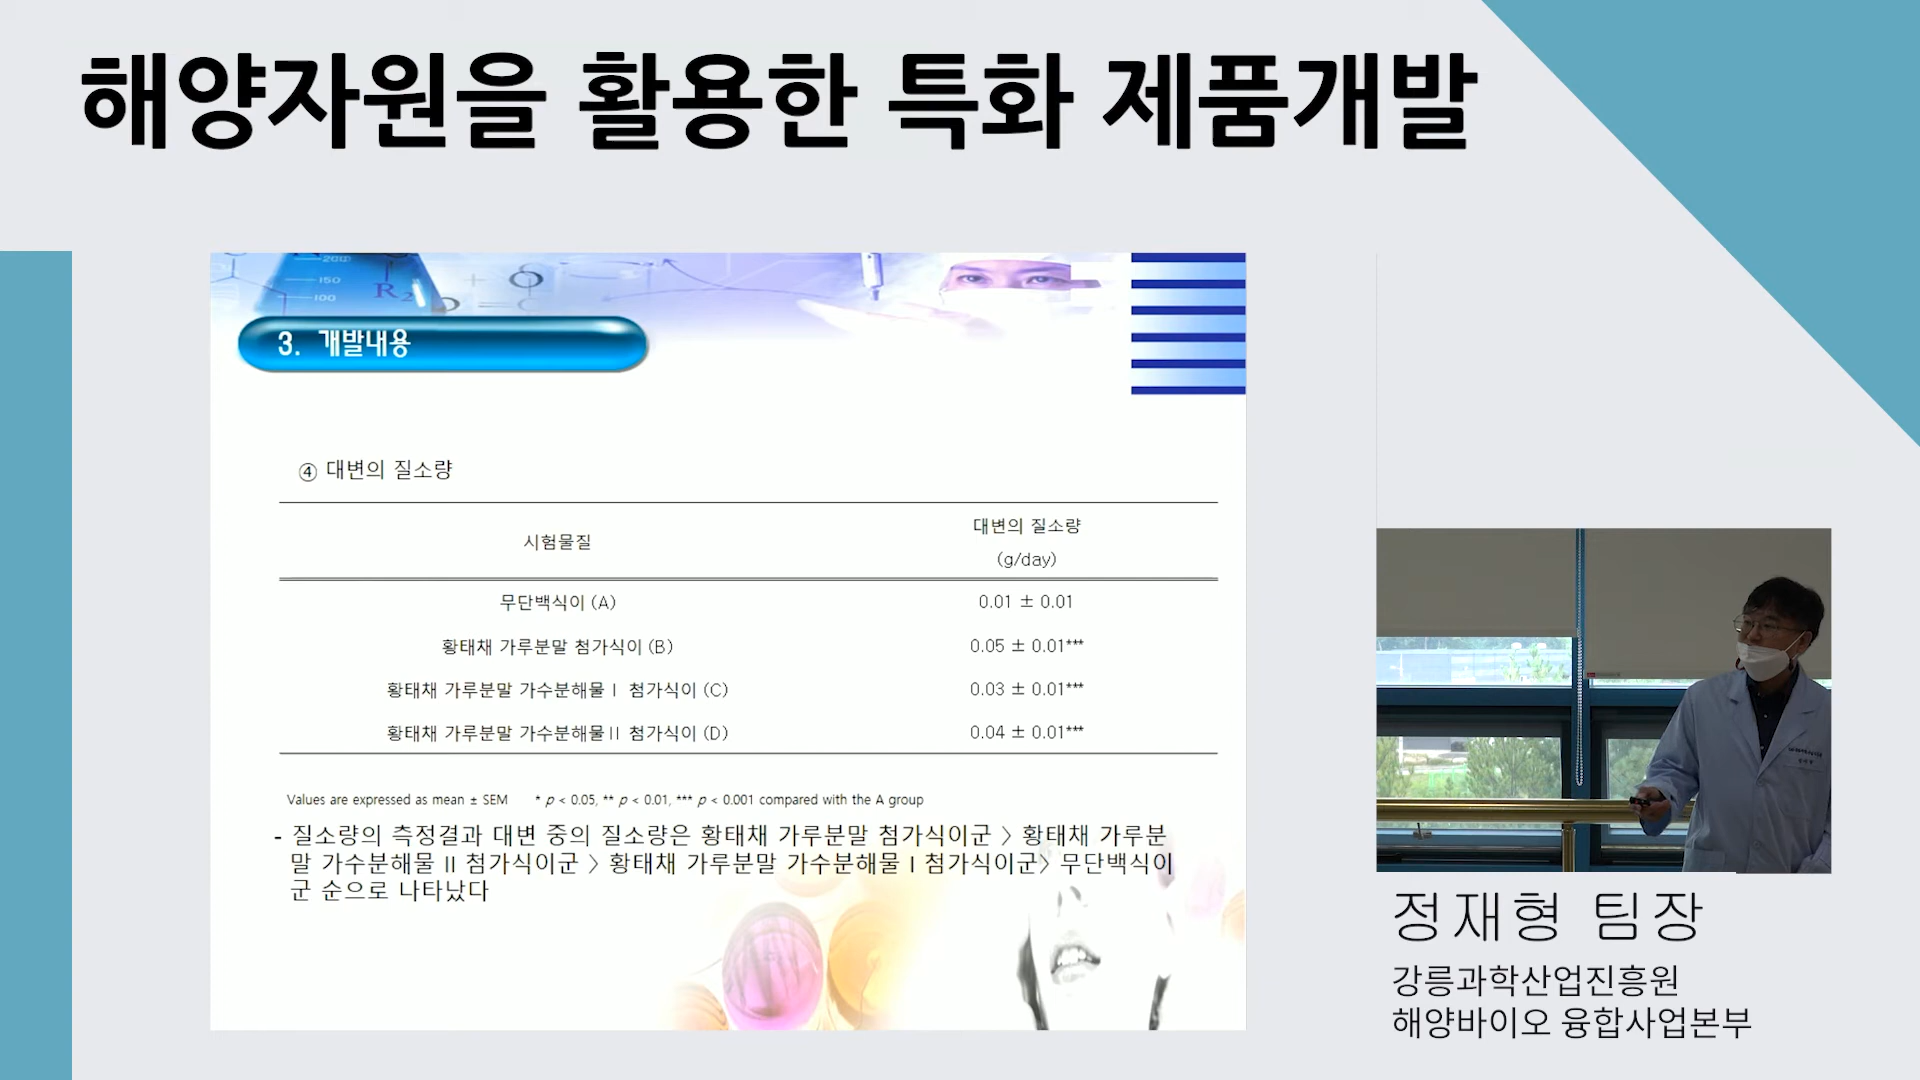 해양자원을 활용한 특화 제품개발
200
150
100
R2
3. 개발내용
④ 대변의 질소량
시험물질
대변의 질소량
(g/day)
무단백식이 (A) 0.01 ± 0.01
황태채 가루분말 첨가식이 (B) 0.05 ± 0.01***
황태채 가루분말 가수분해물Ⅰ 첨가식이 (C) 0.03 ± 0.01***
황태채 가루분말 가수분해물Ⅱ 첨가식이 (D) 0.04 ± 0.01***
Values are expressed as mean ± SEM * p < 0.05, ** p < 0.01, *** p < 0.001 compared with the A group
- 질소량의 측정결과 대변 중의 질소량은 황태채 가루분말 첨가식이군 > 황태채 가루분
말 가수분해물 Ⅱ 첨가식이군 > 황태채 가루분말 가수분해물 Ⅰ 첨가식이군> 무단백식이
군 순으로 나타났다
정재형 팀장
강릉과학산업진흥원
해양바이오 융합사업본부